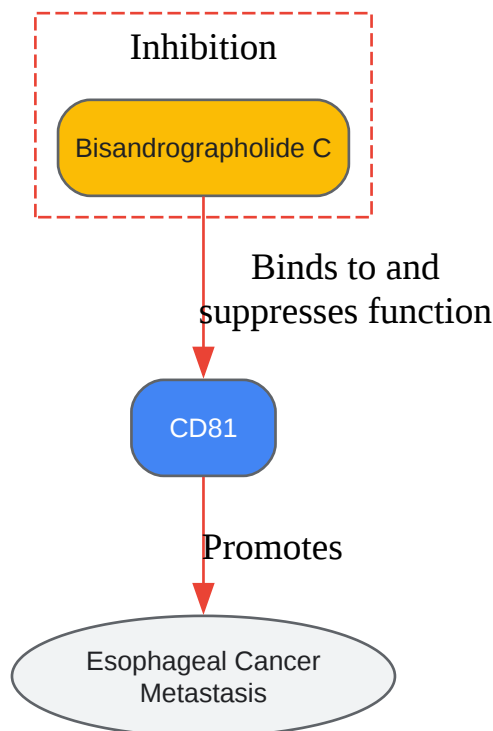 Inhibition
Bisandrographolide C
Binds to and
suppresses function
CD81
Promotes
Esophageal Cancer
Metastasis